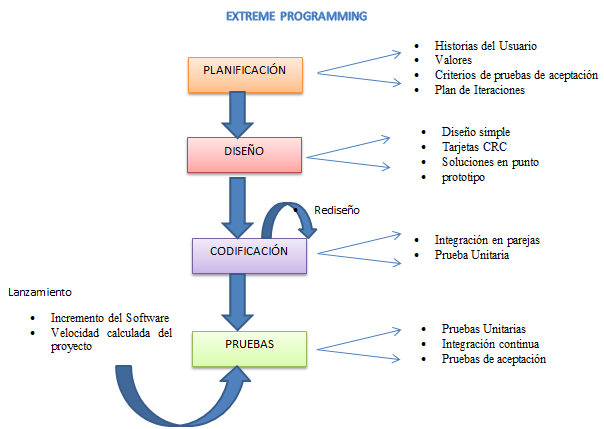 EXTREME PROGRAMMING
PLANIFICACIÓN
• Historias del Usuario
• Valores
• Criterios de pruebas de aceptación
• Plan de Iteraciones
DISEÑO
• Diseño simple
• Tarjetas CRC
• Soluciones en punto
• prototipo
• Rediseño
CODIFICACIÓN
• Integración en parejas
• Prueba Unitaria
Lanzamiento
• Incremento del Software
• Velocidad calculada del
proyecto
PRUEBAS
• Pruebas Unitarias
• Integración continua
• Pruebas de aceptación